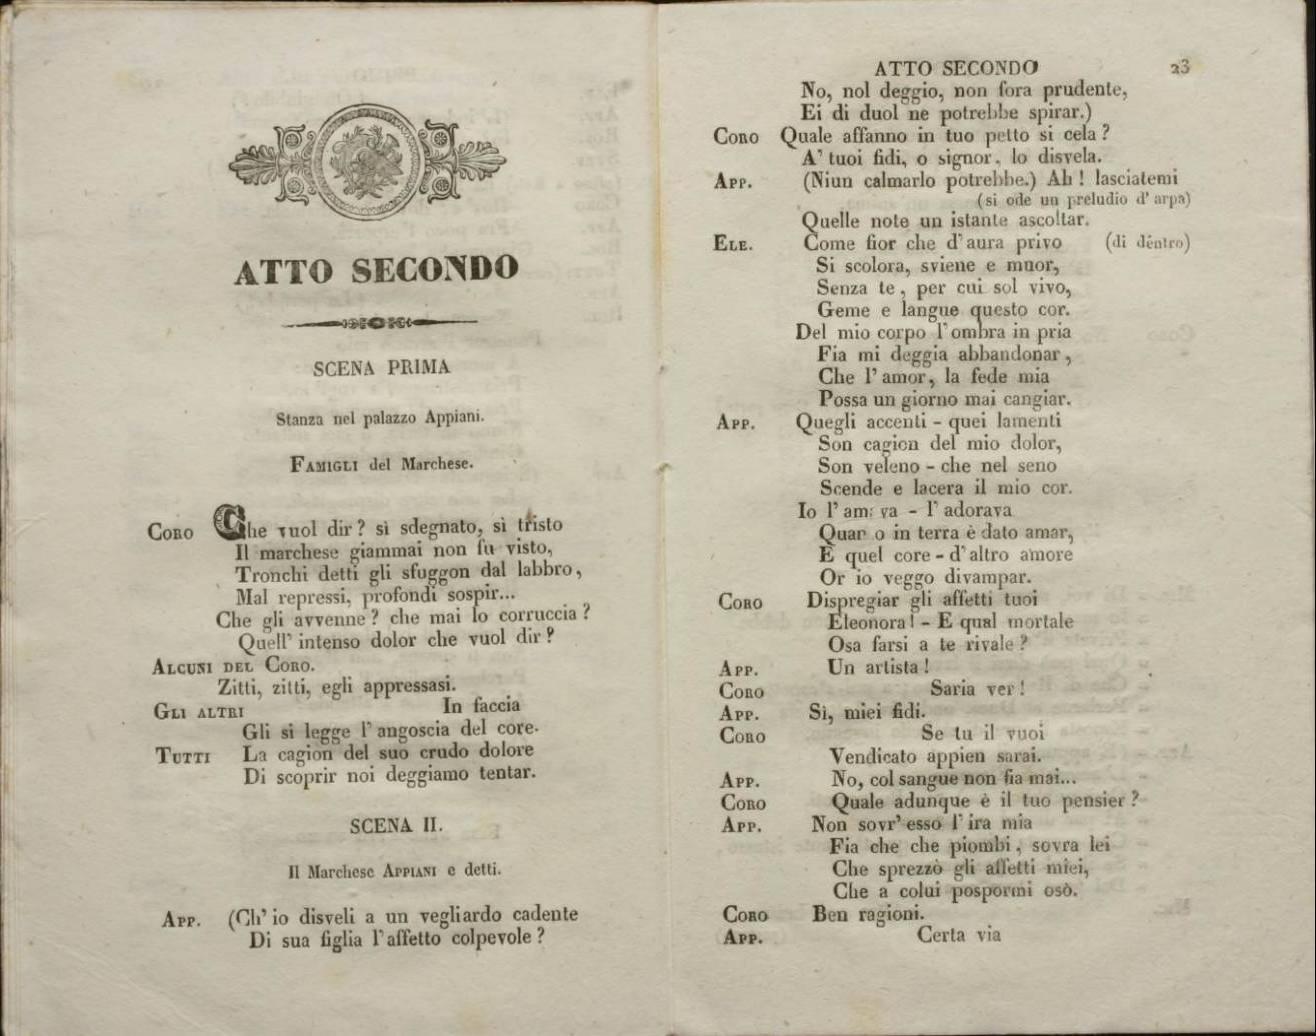 ATTO SECONDO
SCENA PRIMA
Stanza nel palazzo Appiani.
FAMIGLI del Marchese.
CORO Che vuol dir? sì sdegnato, sì tristo
Il marchese giammai non fu visto,
Tronchi detti gli sfuggon dal labbro,
Mal repressi, profondi sospir...
Che gli avvenne? che mai lo corruccia?
Quell' intenso dolor che vuol dir?
ALCUNI DEL CORO.
Zitti, zitti, egli appressasi.
GLI ALTRI In faccia
Gli si legge l'angoscia del core.
TUTTI La cagion del suo crudo dolore
Di scoprir noi deggiamo tentar.
SCENA II.
Il Marchese APPIANI e detti.
APP. (Ch' io disveli a un vegliardo cadente
Di sua figlia l'affetto colpevole?
ATTO SECONDO 23
No, nol deggio, non fora prudente,
Ei di duol ne potrebbe spirar.)
CORO Quale affanno in tuo petto si cela?
A' tuoi fidi, o signor, lo disvela.
APP. (Niun calmarlo potrebbe.) Ah! lasciatemi
(si ode un preludio d'arpa)
Quelle note un istante ascoltar.
ELE. Come fior che d'aura privo (di dentro)
Si scolora, sviene e muor,
Senza te, per cui sol vivo,
Geme e langue questo cor.
Del mio corpo l'ombra in pria
Fia mi deggia abbandonar,
Che l'amor, la fede mia
Possa un giorno mai cangiar.
APP. Quegli accenti - quei lamenti
Son cagion del mio dolor,
Son veleno - che nel seno
Scende e lacera il mio cor.
Io l'amava - l'adorava
Quan o in terra è dato amar,
E quel core - d'altro amore
Or io veggo divampar.
CORO Dispregiar gli affetti tuoi
Eleonora! - E qual mortale
Osa farsi a te rivale?
APP. Un artista!
CORO Saria ver!
APP. Sì, miei fidi.
CORO Se tu il vuoi
Vendicato appien sarai.
APP. No, col sangue non fia mai...
CORO Quale adunque è il tuo pensier?
APP. Non sovr' esso l'ira mia
Fia che che piombi, sovra lei
Che sprezzò gli affetti miei,
Che a colui pospormi osò.
CORO Ben ragioni.
APP. Certa via